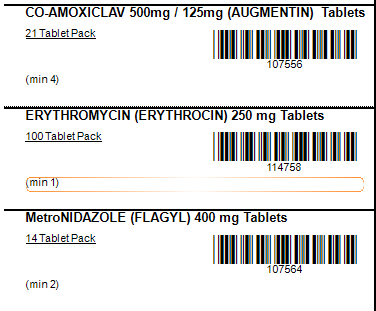 CO-AMOXICLAV 500mg / 125mg (AUGMENTIN) Tablets
21 Tablet Pack
107556
(min 4)
ERYTHROMYCIN (ERYTHROCIN) 250 mg Tablets
100 Tablet Pack
114758
(min 1)
MetroNIDAZOLE (FLAGYL) 400 mg Tablets
14 Tablet Pack
107564
(min 2)